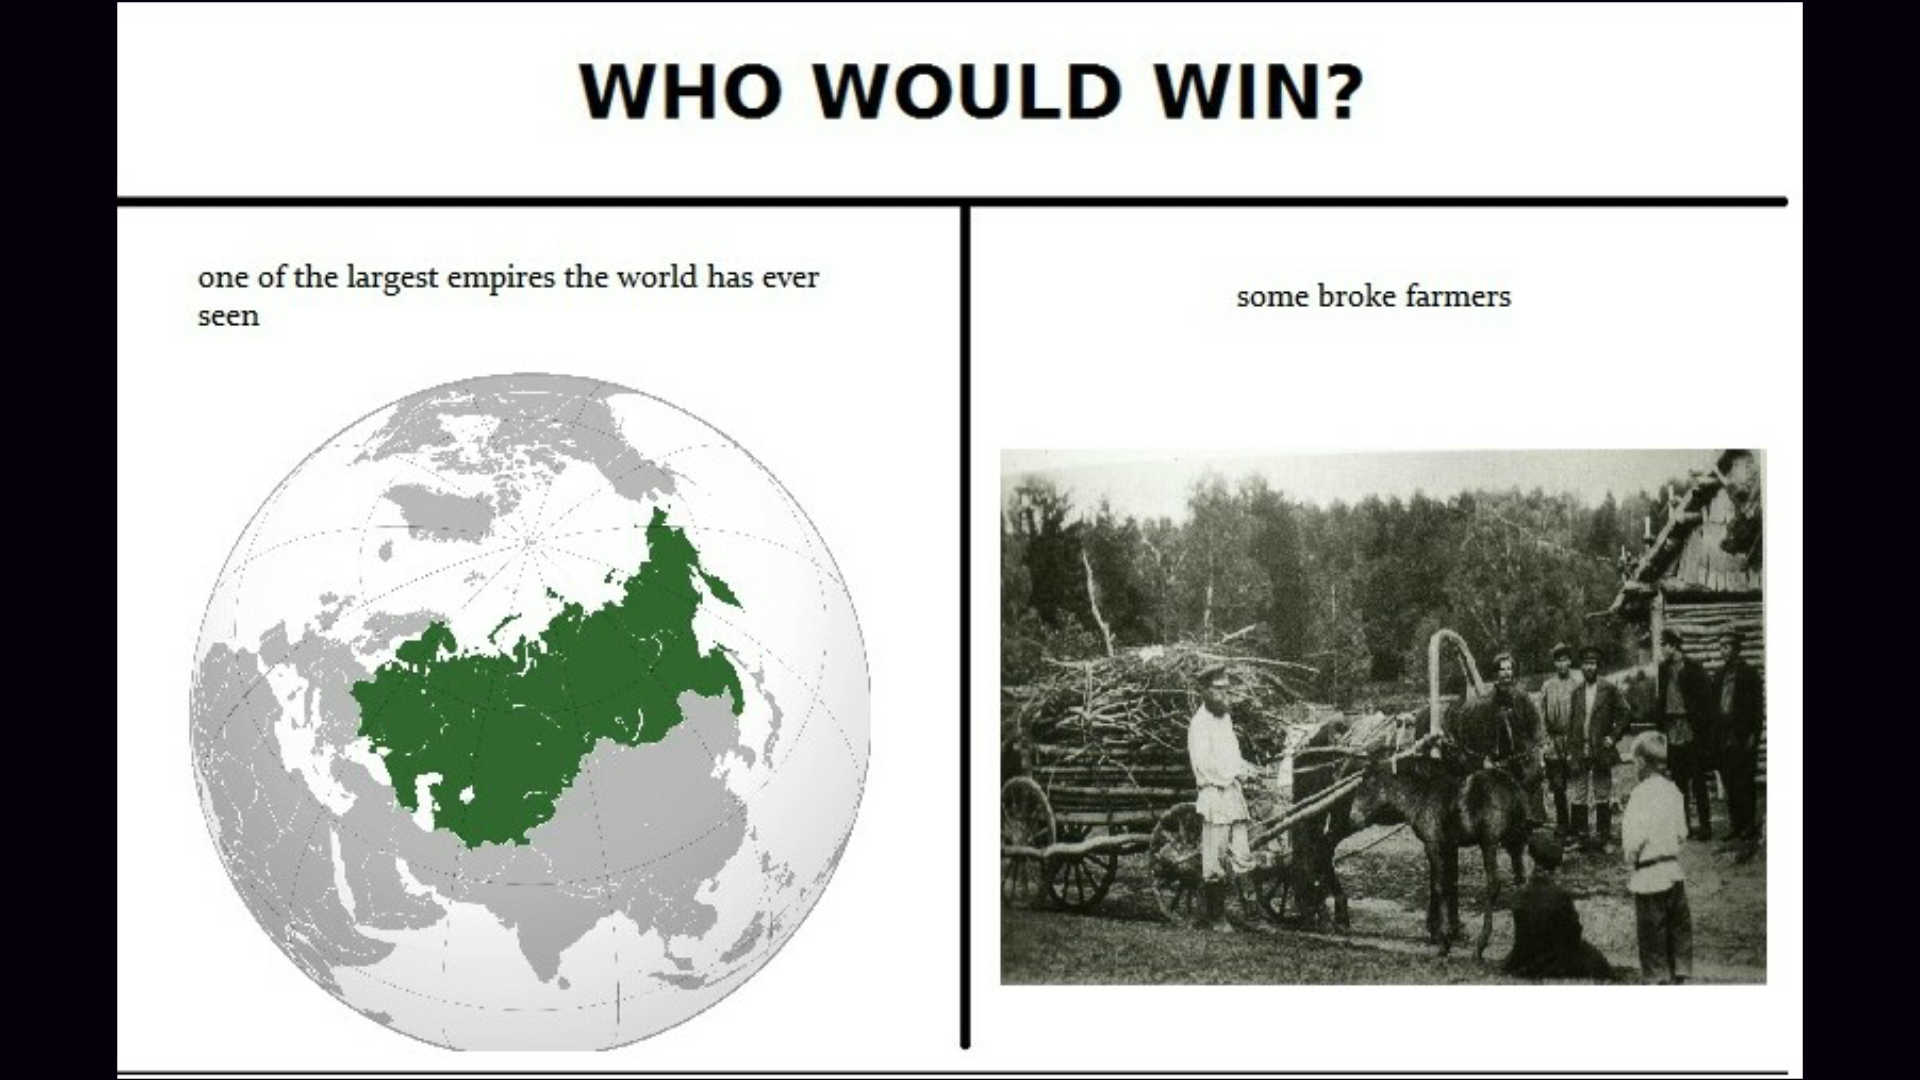 WHO WOULD WIN?
one of the largest empires the world has ever
seen
some broke farmers